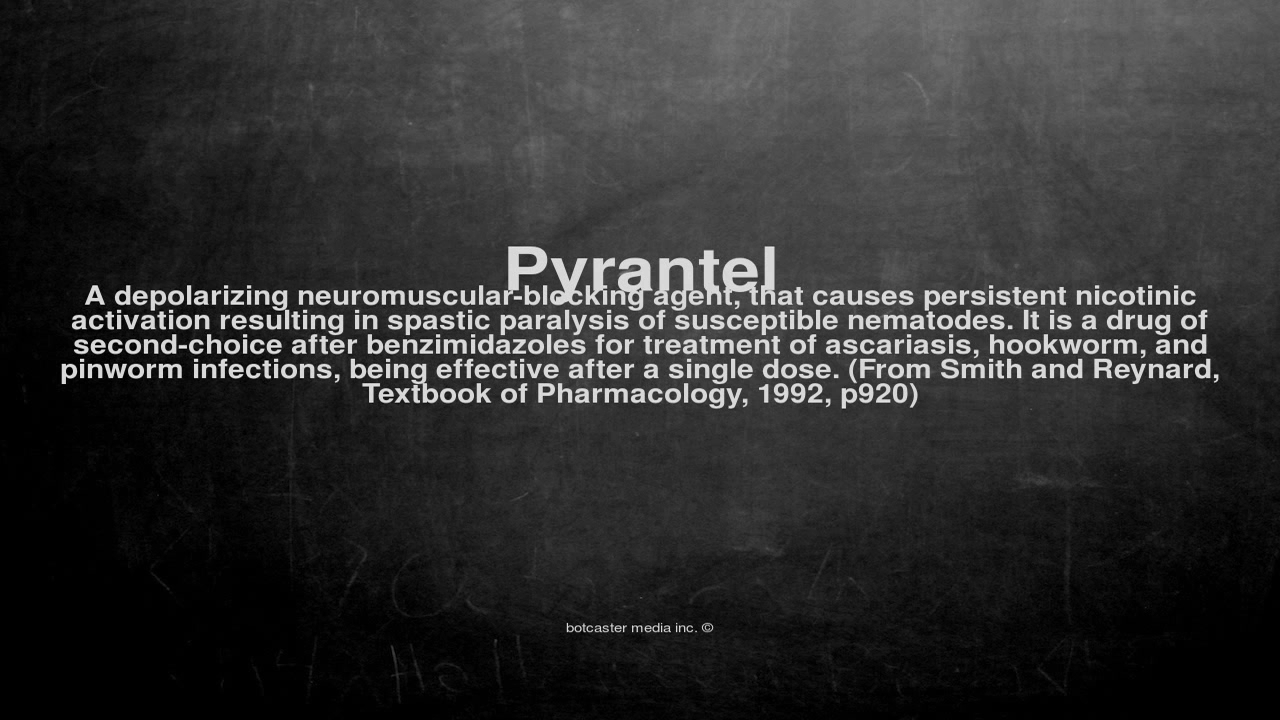 Pyrantel
A depolarizing neuromuscular-blocking agent, that causes persistent nicotinic
activation resulting in spastic paralysis of susceptible nematodes. It is a drug of
second-choice after benzimidazoles for treatment of ascariasis, hookworm, and
pinworm infections, being effective after a single dose. (From Smith and Reynard,
Textbook of Pharmacology, 1992, p920)
botcaster media inc. ©